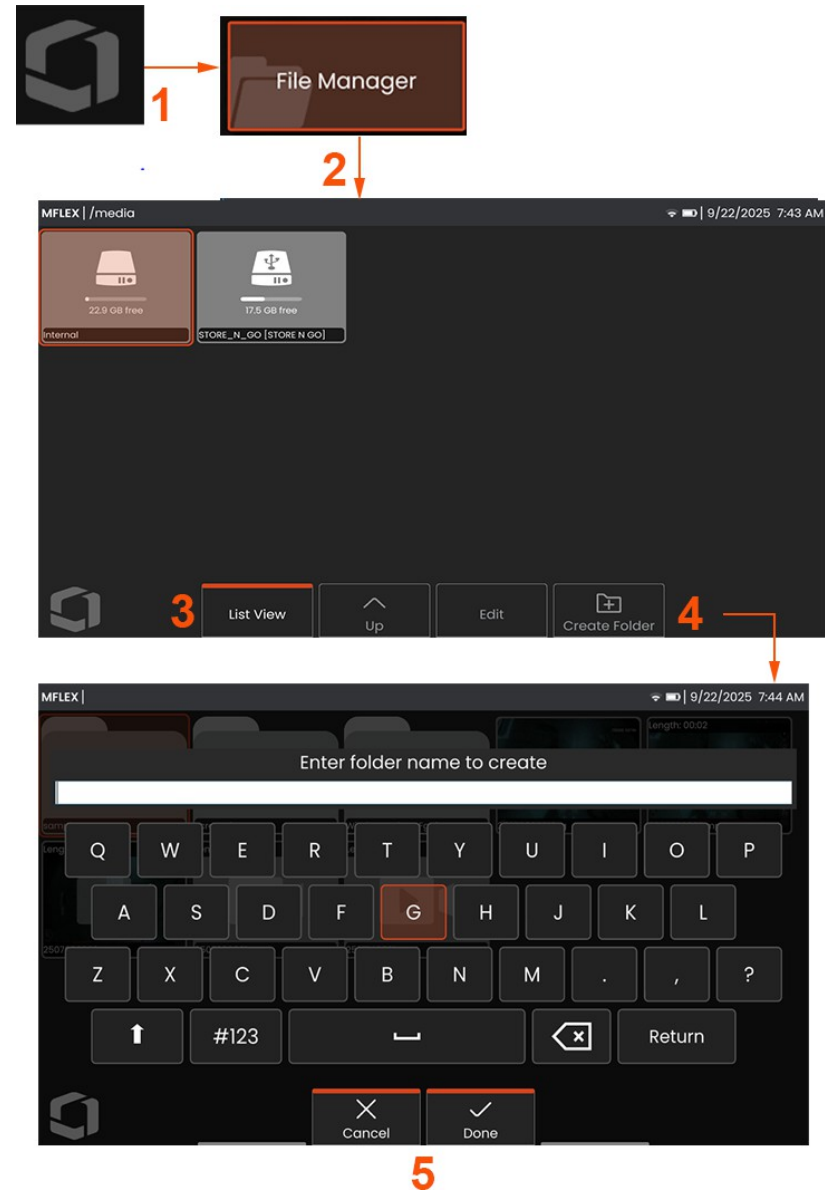 1
File Manager
2
MFLEX | /media
9/22/2025 7:43 AM
22.9 GB free
17.5 GB free
Internal
STORE_N_GO [STORE N GO]
3
List View
Up
Edit
Create Folder
4
MFLEX |
9/22/2025 7:44 AM
Length: 00:02
Enter folder name to create
Q W E R T Y U I O P
A S D F G H J K L
Z X C V B N M . , ?
#123
Return
Cancel
Done
5